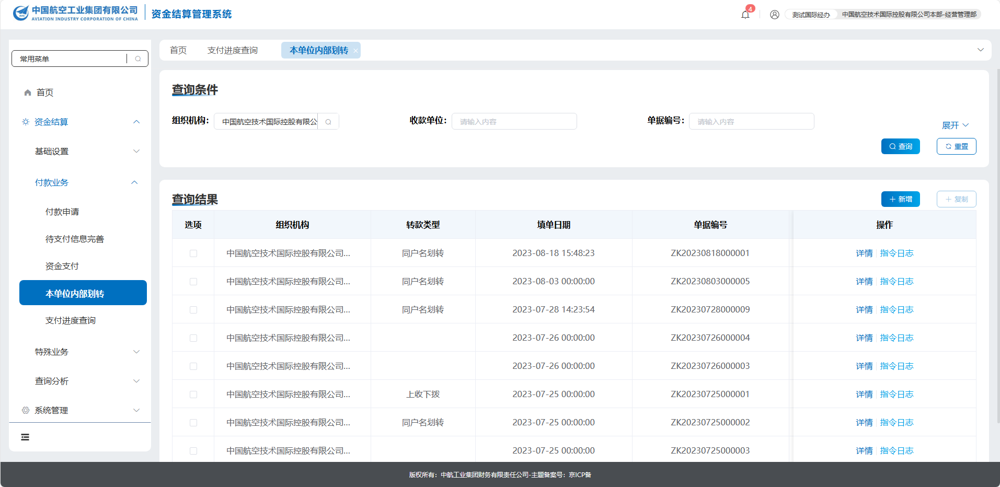 中国航空工业集团有限公司
AVIATION INDUSTRY CORPORATION OF CHINA
资金结算管理系统
4
测试国际经办
中国航空技术国际控股有限公司本部-经营管理部
常用菜单
首页
资金结算
基础设置
付款业务
付款申请
待支付信息完善
资金支付
本单位内部划转
支付进度查询
特殊业务
查询分析
系统管理
首页 支付进度查询 本单位内部划转
查询条件
组织机构: 中国航空技术国际控股有限公 收款单位: 请输入内容 单据编号: 请输入内容
展开
查询 重置
查询结果
新增 复制
选项 组织机构 转款类型 填单日期 单据编号 操作
中国航空技术国际控股有限公司... 同户名划转 2023-08-18 15:48:23 ZK20230818000001 详情 指令日志
中国航空技术国际控股有限公司... 同户名划转 2023-08-03 00:00:00 ZK20230803000005 详情 指令日志
中国航空技术国际控股有限公司... 同户名划转 2023-07-28 14:23:54 ZK20230728000009 详情 指令日志
中国航空技术国际控股有限公司... 2023-07-26 00:00:00 ZK20230726000004 详情 指令日志
中国航空技术国际控股有限公司... 2023-07-26 00:00:00 ZK20230726000003 详情 指令日志
中国航空技术国际控股有限公司... 上收下拨 2023-07-25 00:00:00 ZK20230725000001 详情 指令日志
中国航空技术国际控股有限公司... 同户名划转 2023-07-25 00:00:00 ZK20230725000002 详情 指令日志
中国航空技术国际控股有限公司... 2023-07-25 00:00:00 ZK20230725000003 详情 指令日志
版权所有：中航工业集团财务有限责任公司-主题备案号：京ICP备